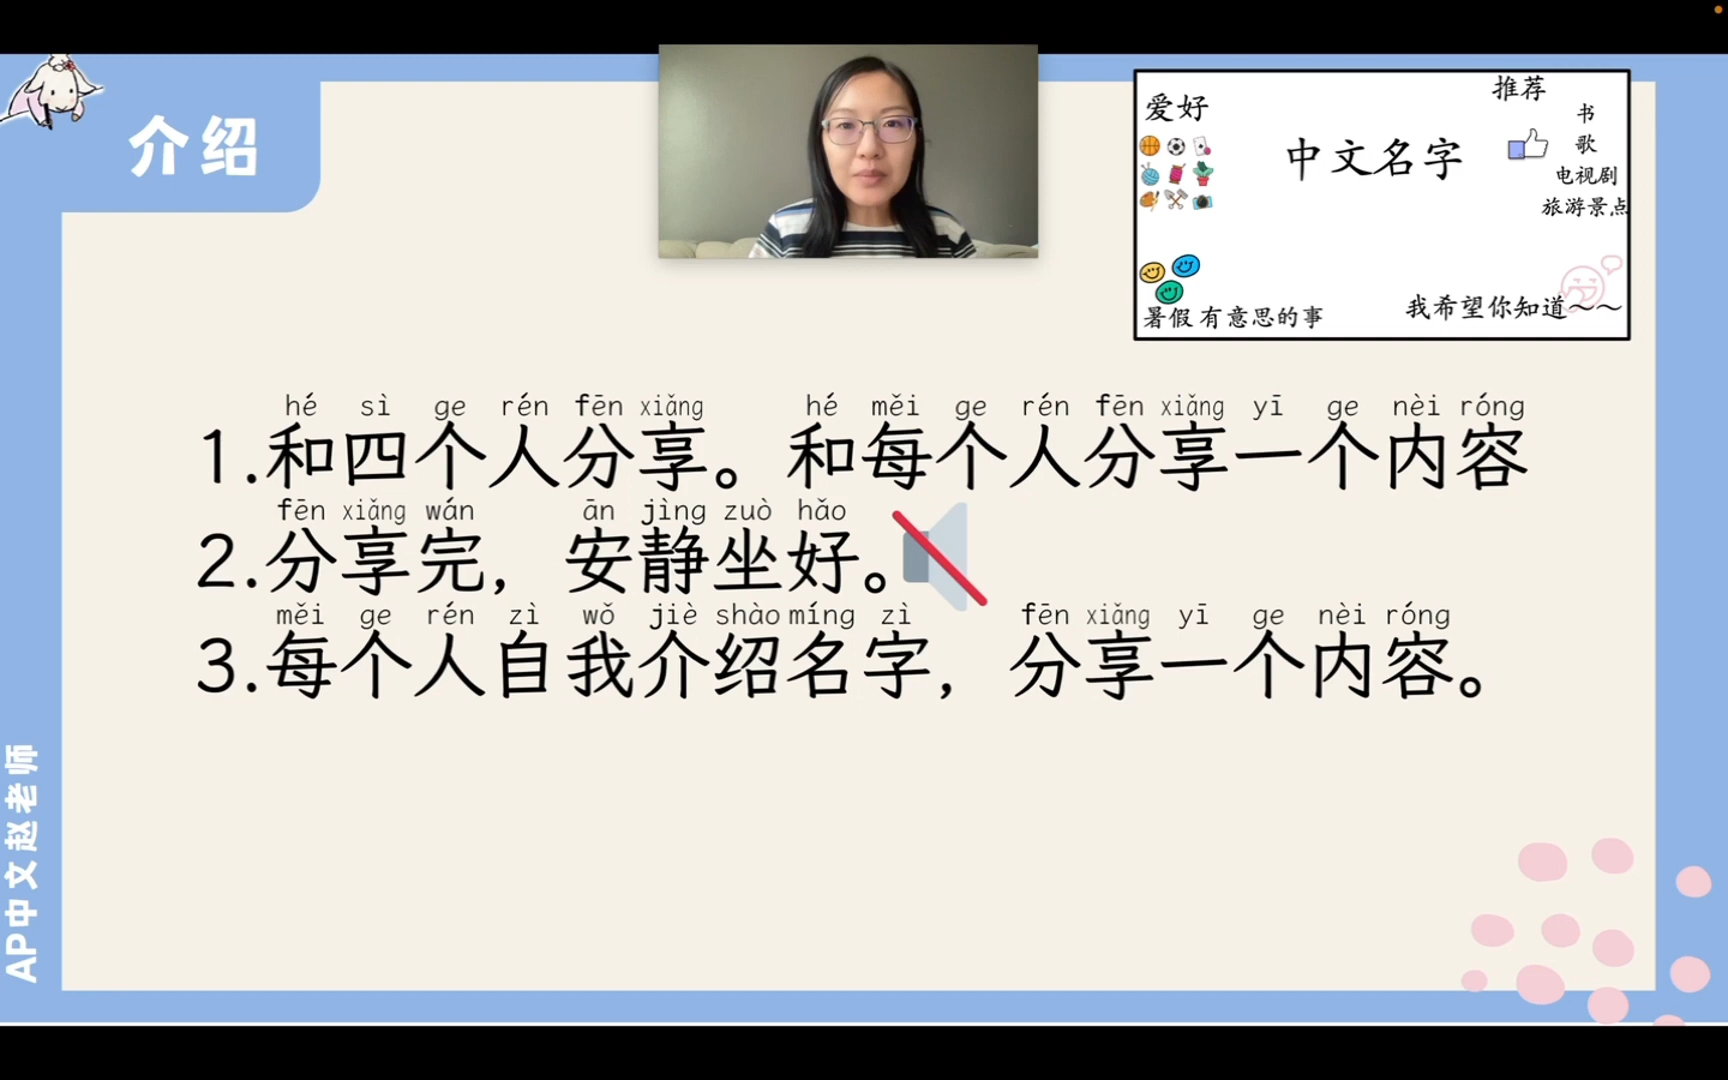 介绍
爱好
中文名字
推荐
书
歌
电视剧
旅游景点
暑假 有意思的事
我希望你知道~~
hé sì ge rén fēn xiǎng hé měi ge rén fēn xiǎng yī ge nèi róng
1.和四个人分享。和每个人分享一个内容
fēn xiǎng wán ān jìng zuò hǎo
2.分享完，安静坐好。
měi ge rén zì wǒ jiè shào míng zì fēn xiǎng yī ge nèi róng
3.每个人自我介绍名字，分享一个内容。
AP中文赵老师